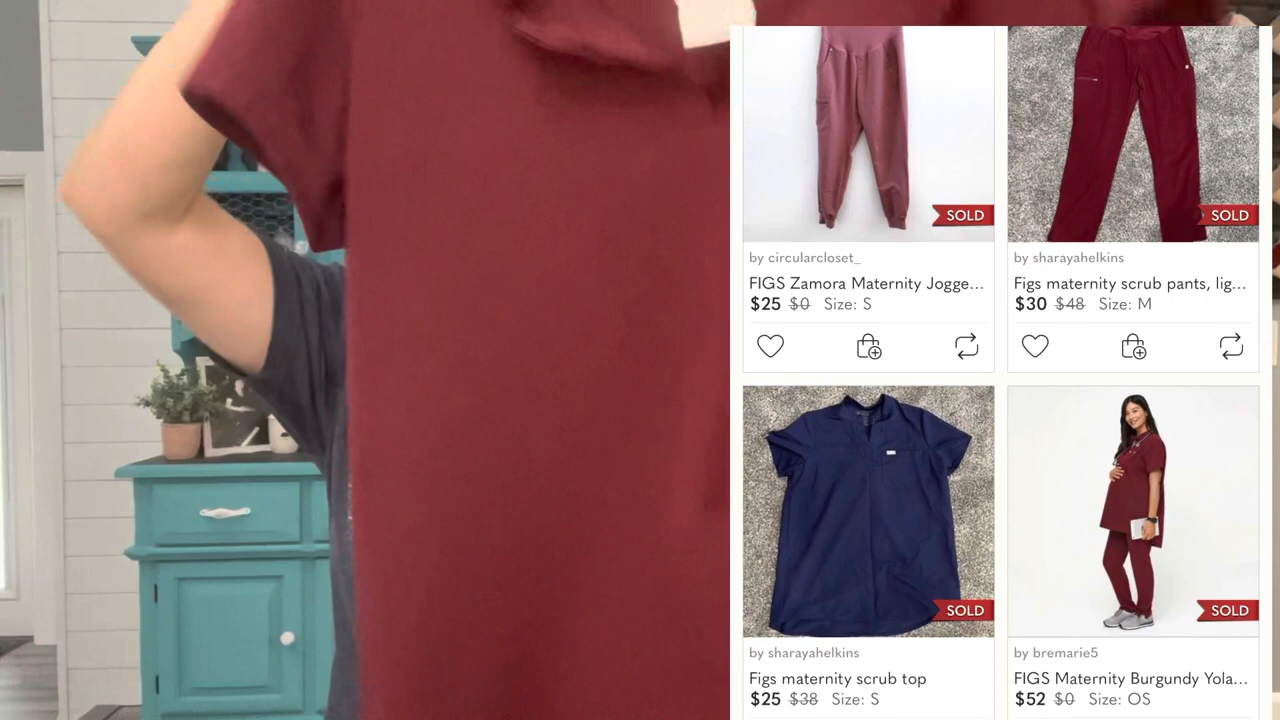 SOLD
SOLD
by circularcloset_
by sharayahelkins
FIGS Zamora Maternity Jogge...
Figs maternity scrub pants, lig...
$25 $0 Size: S
$30 $48 Size: M
SOLD
SOLD
by sharayahelkins
by bremarie5
Figs maternity scrub top
FIGS Maternity Burgundy Yola...
$25 $38 Size: S
$52 $0 Size: OS